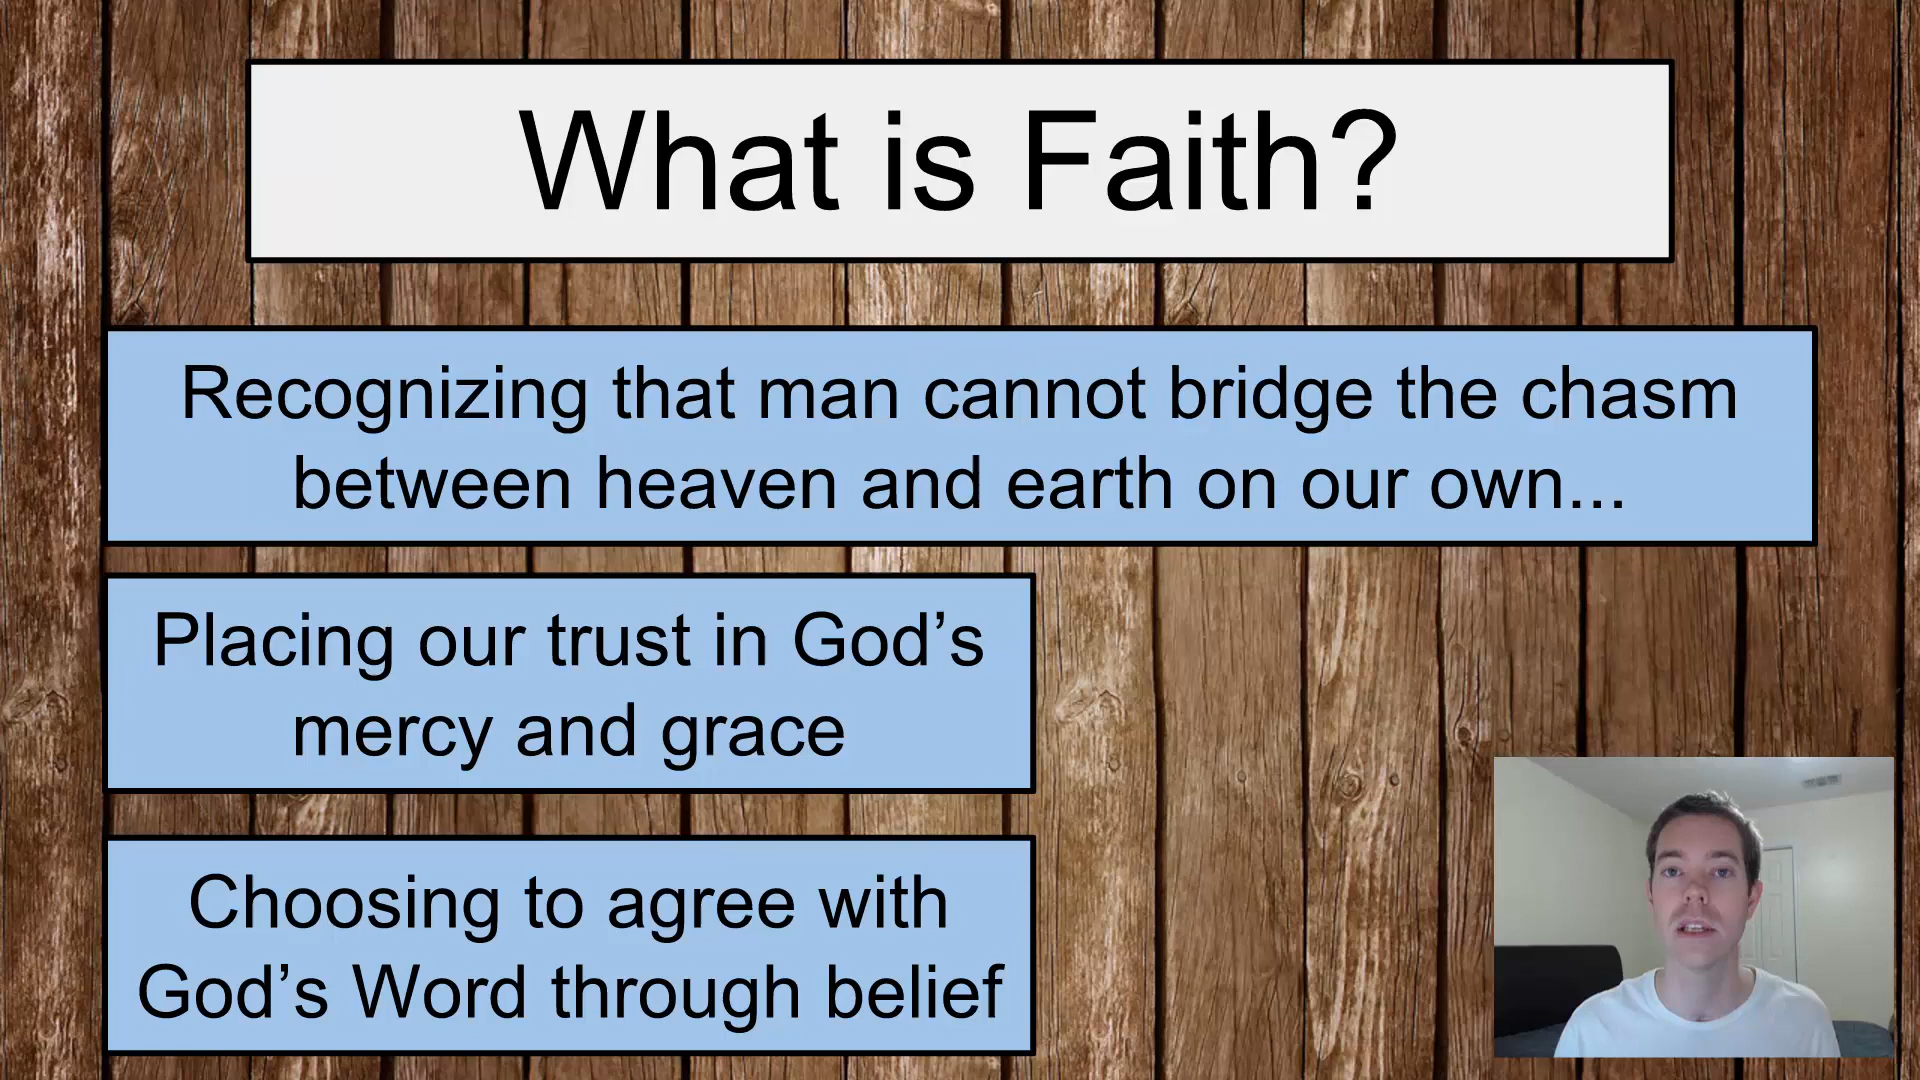 What is Faith?
Recognizing that man cannot bridge the chasm
between heaven and earth on our own...
Placing our trust in God’s
mercy and grace
Choosing to agree with
God’s Word through belief